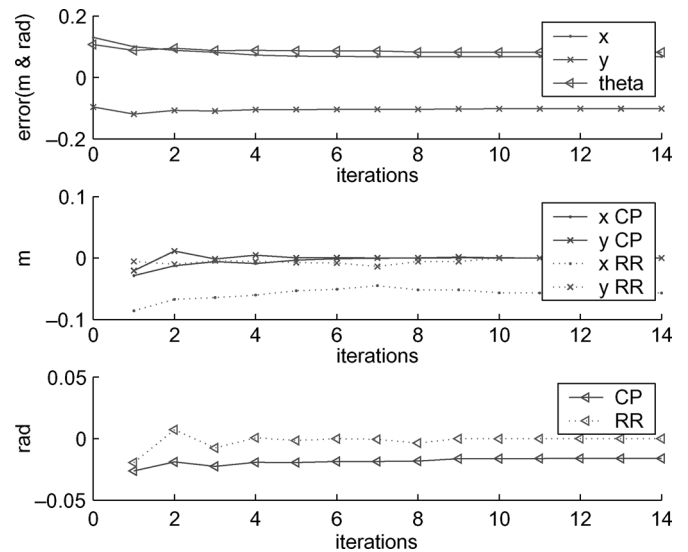 0.2
0
−0.2
error(m & rad)
x
y
theta
0 2 4 6 8 10 12 14
iterations
0.1
0
−0.1
m
x CP
y CP
x RR
y RR
0 2 4 6 8 10 12 14
iterations
0.05
0
−0.05
rad
CP
RR
0 2 4 6 8 10 12 14
iterations